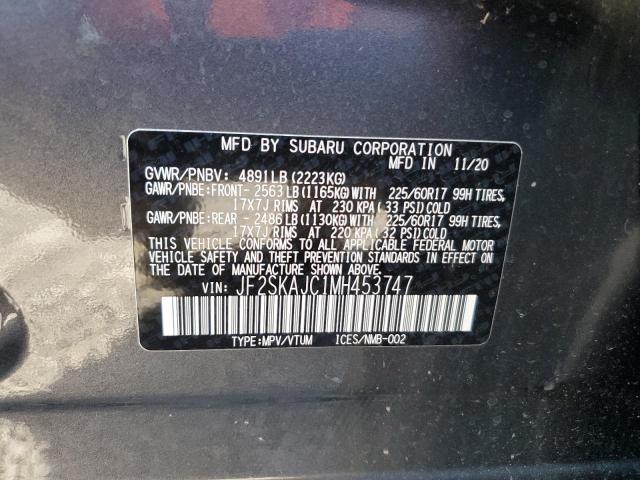 MFD BY SUBARU CORPORATION
MFD IN 11/20
GVWR/PNBV: 4891LB (2223KG)
GAWR/PNBE:FRONT- 2563 LB (1165KG) WITH 225/60R17 99H TIRES,
17X7J RIMS AT 230 KPA( 33 PSI)COLD
GAWR/PNBE:REAR - 2486 LB (1130KG) WITH 225/60R17 99H TIRES,
17X7J RIMS AT 220 KPA( 32 PSI)COLD
THIS VEHICLE CONFORMS TO ALL APPLICABLE FEDERAL MOTOR
VEHICLE SAFETY AND THEFT PREVENTION STANDARDS IN EFFECT ON
THE DATE OF MANUFACTURE SHOWN ABOVE.
VIN: JF2SKAJC1MH453747
TYPE:MPV/VTUM ICES/NMB-002